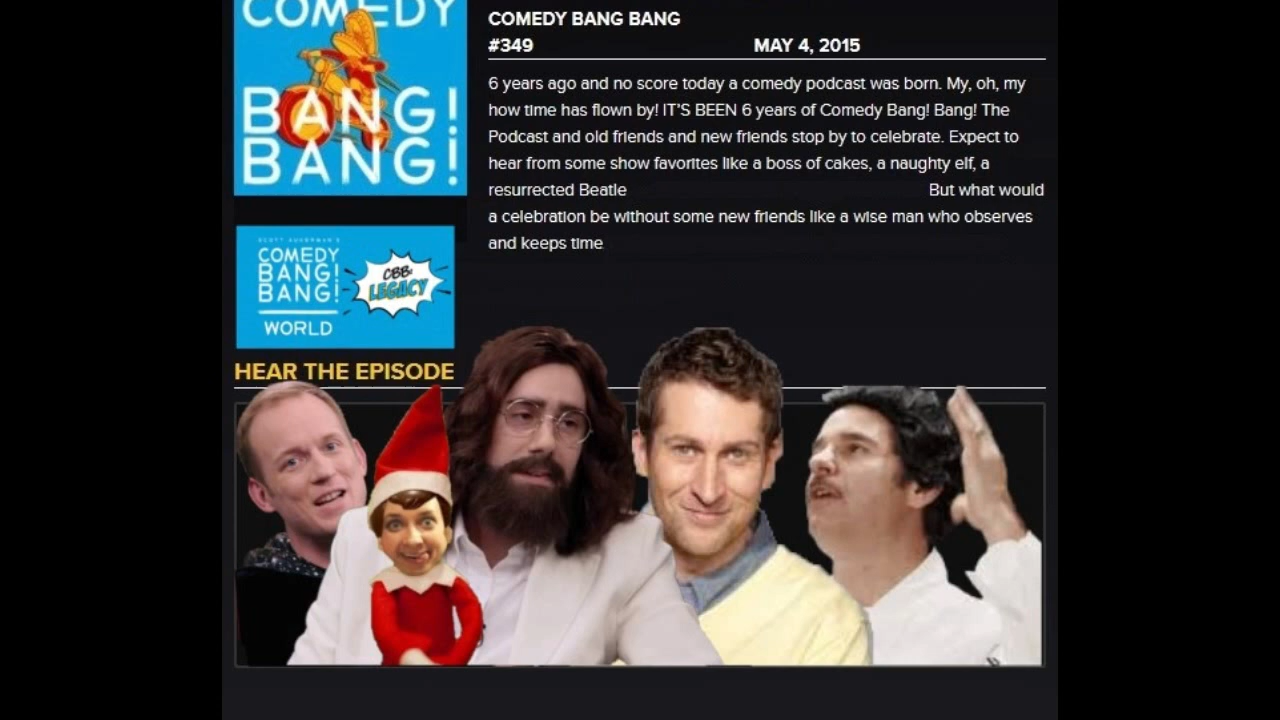 COMEDY
BANG!
BANG!
COMEDY BANG BANG
#349 MAY 4, 2015
6 years ago and no score today a comedy podcast was born. My, oh, my
how time has flown by! IT'S BEEN 6 years of Comedy Bang! Bang! The
Podcast and old friends and new friends stop by to celebrate. Expect to
hear from some show favorites like a boss of cakes, a naughty elf, a
resurrected Beatle But what would
a celebration be without some new friends like a wise man who observes
and keeps time
SCOTT AUKERMAN'S
COMEDY
BANG!
BANG!
WORLD
CBB:
LEGACY
HEAR THE EPISODE